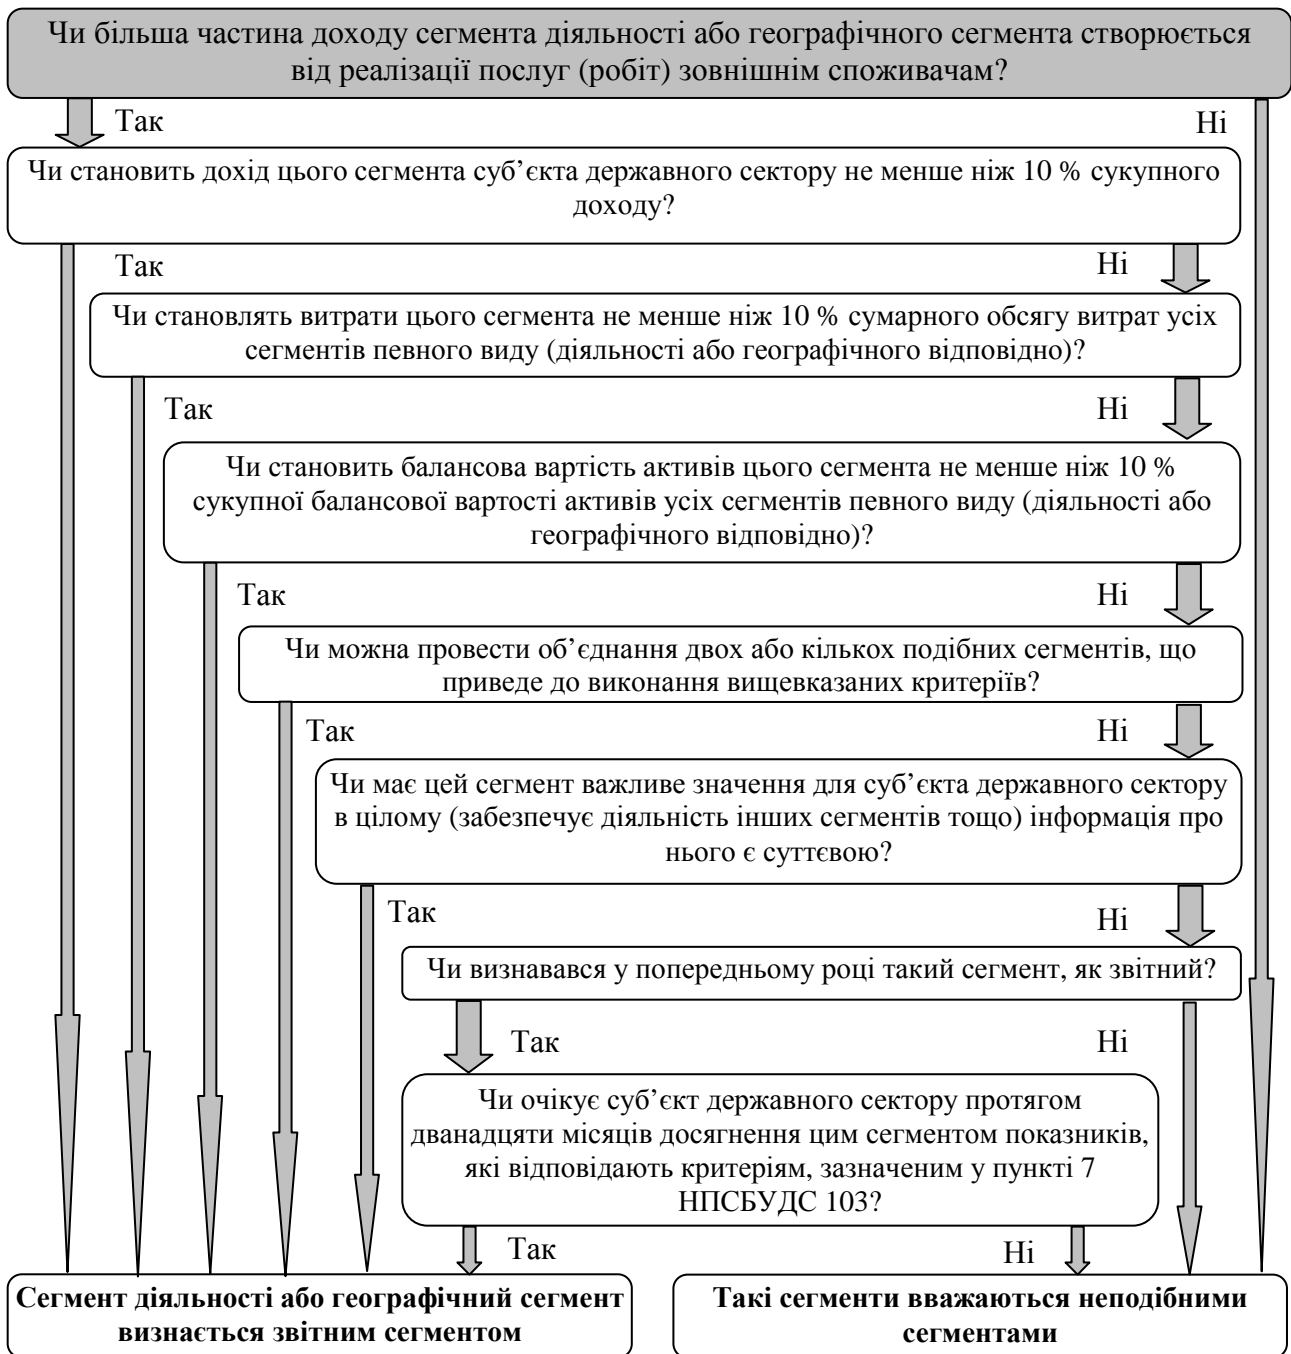 Чи більша частина доходу сегмента діяльності або географічного сегмента створюється
від реалізації послуг (робіт) зовнішнім споживачам?
Так
Ні
Чи становить дохід цього сегмента суб’єкта державного сектору не менше ніж 10 % сукупного
доходу?
Так
Ні
Чи становлять витрати цього сегмента не менше ніж 10 % сумарного обсягу витрат усіх
сегментів певного виду (діяльності або географічного відповідно)?
Так
Ні
Чи становить балансова вартість активів цього сегмента не менше ніж 10 %
сукупної балансової вартості активів усіх сегментів певного виду (діяльності або
географічного відповідно)?
Так
Ні
Чи можна провести об’єднання двох або кількох подібних сегментів, що
приведе до виконання вищевказаних критеріїв?
Так
Ні
Чи має цей сегмент важливе значення для суб’єкта державного сектору
в цілому (забезпечує діяльність інших сегментів тощо) інформація про
нього є суттєвою?
Так
Ні
Чи визнавався у попередньому році такий сегмент, як звітний?
Так
Ні
Чи очікує суб’єкт державного сектору протягом
дванадцяти місяців досягнення цим сегментом показників,
які відповідають критеріям, зазначеним у пункті 7
НПСБУДС 103?
Так
Ні
Сегмент діяльності або географічний сегмент
визнається звітним сегментом
Такі сегменти вважаються неподібними
сегментами